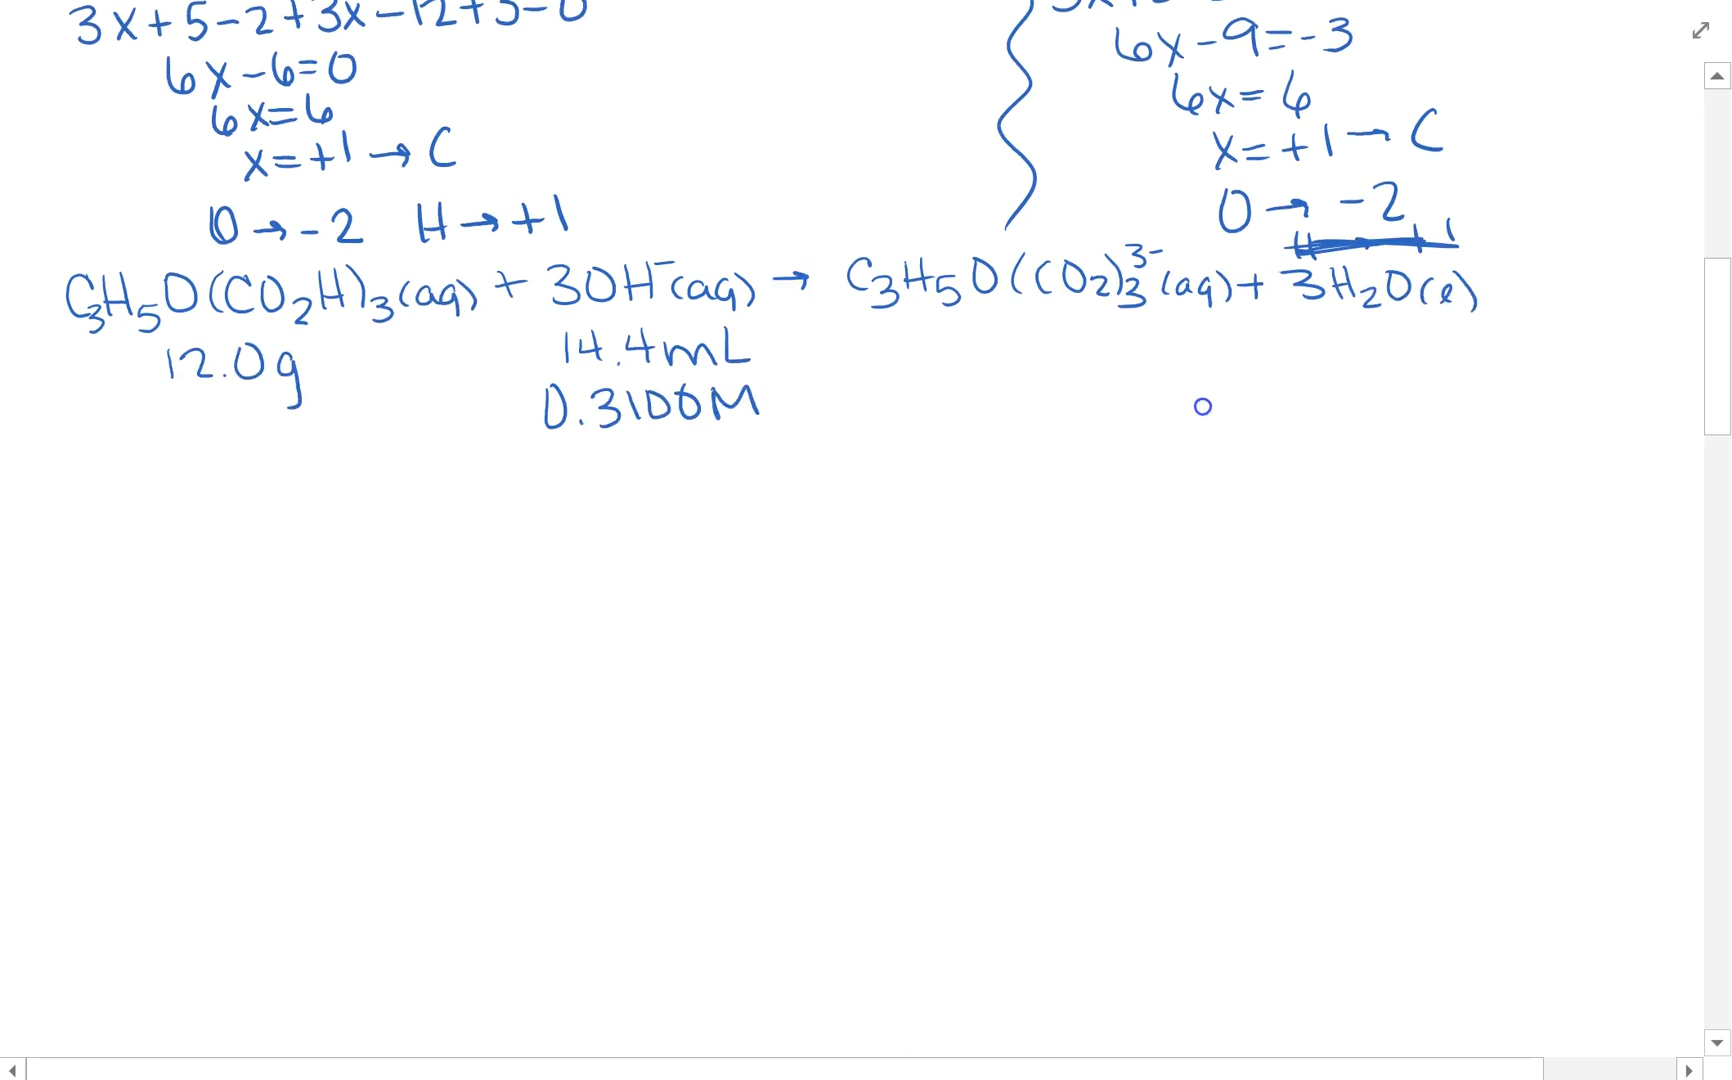 3x+5-2+3x-12+3=0
6x-6=0
6x=6
x=+1→C
O→-2 H→+1
6x-9=-3
6x=6
x=+1→C
O→-2
C₃H₅O(CO₂H)₃(aq) + 3OH⁻(aq) → C₃H₅O(CO₂)₃³⁻(aq) + 3H₂O(l)
12.0g
14.4mL
0.3100M